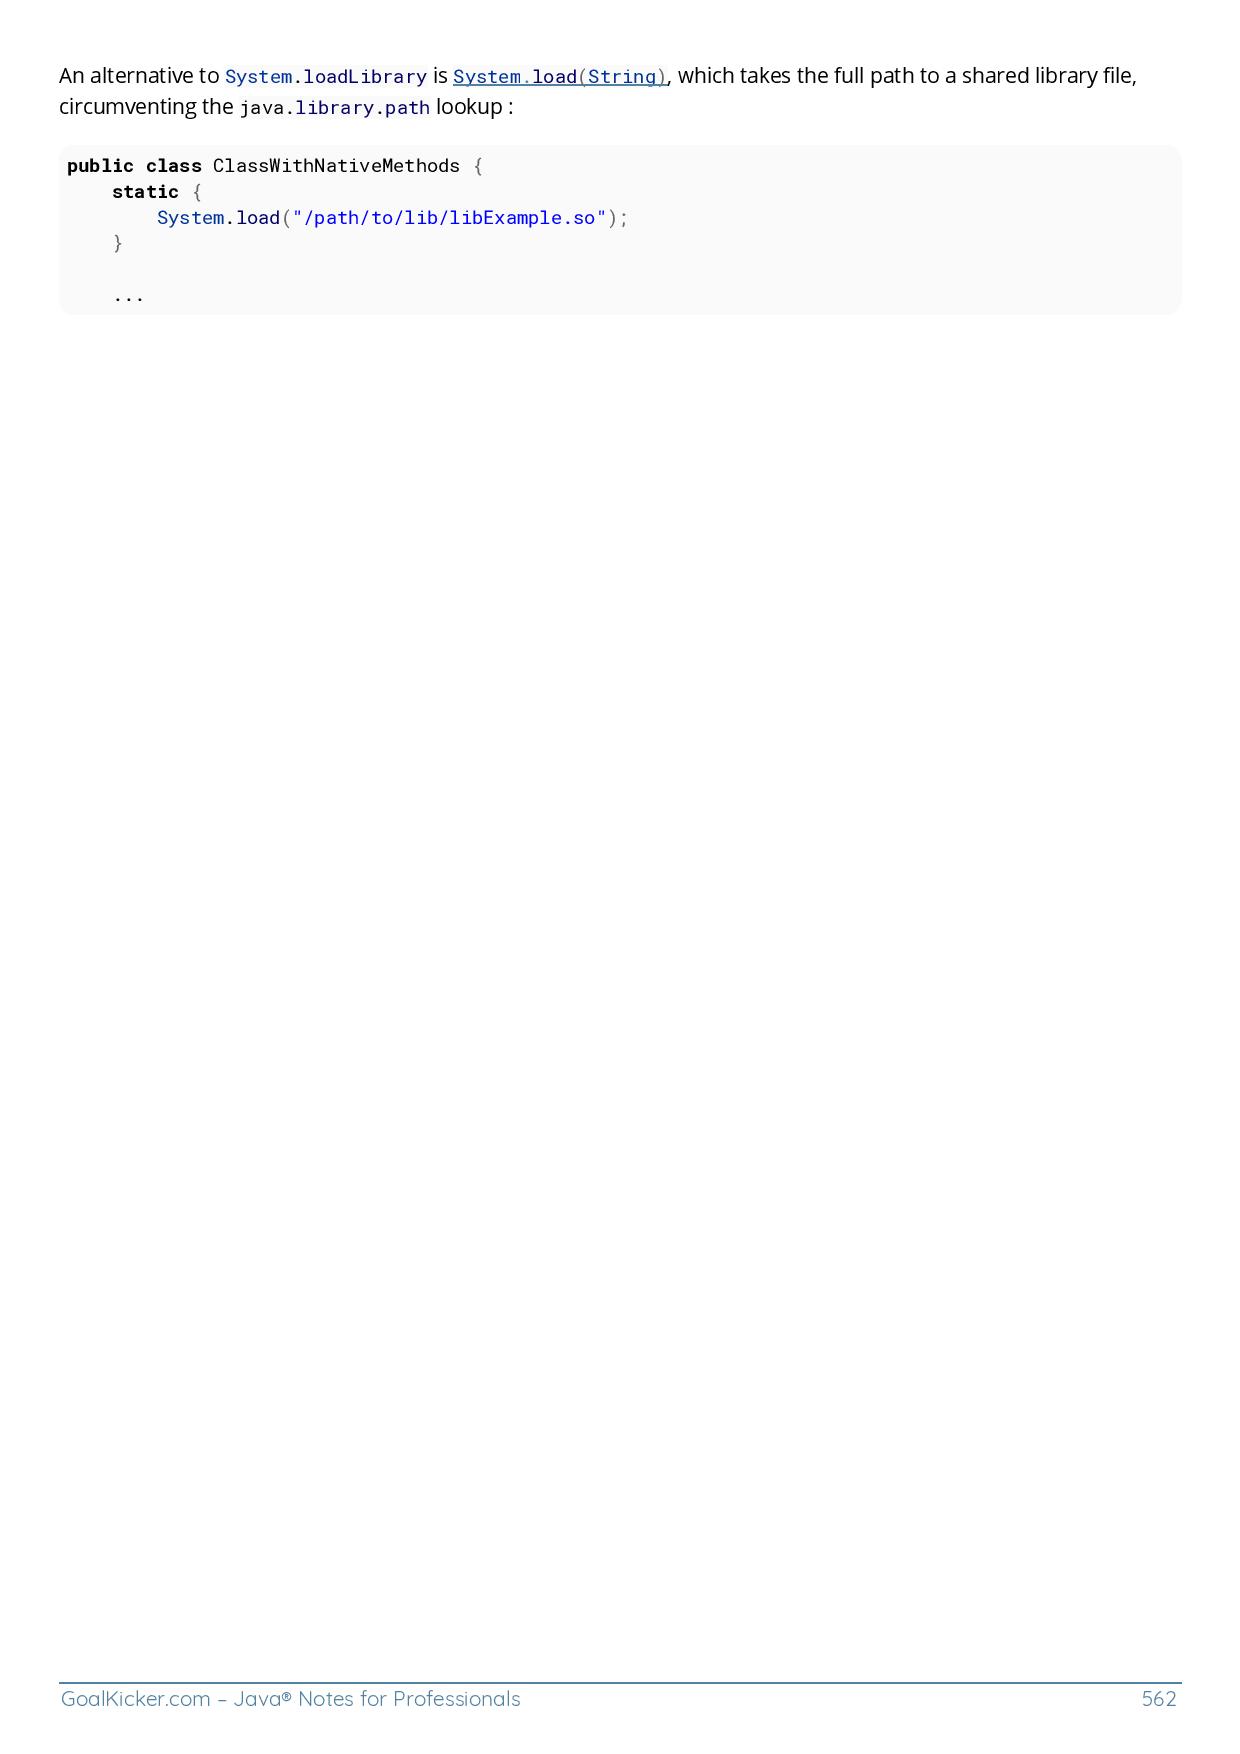 An alternative to System.loadLibrary is System.load(String), which takes the full path to a shared library file,
circumventing the java.library.path lookup :
public class ClassWithNativeMethods {
    static {
        System.load("/path/to/lib/libExample.so");
    }
    ...
GoalKicker.com – Java® Notes for Professionals 562